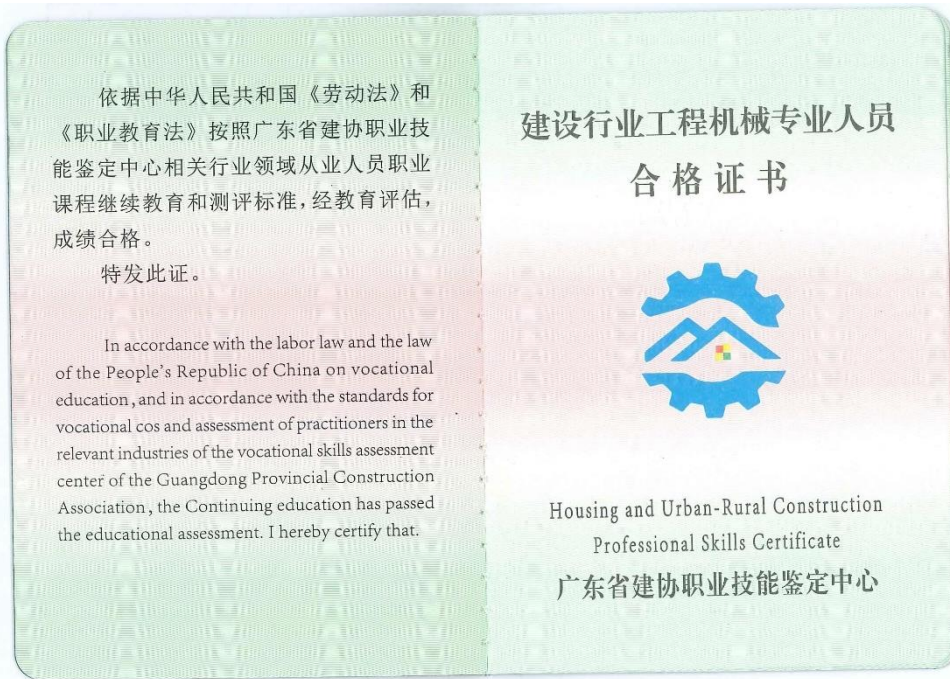 依据中华人民共和国《劳动法》和
《职业教育法》按照广东省建协职业技
能鉴定中心相关行业领域从业人员职业
课程继续教育和测评标准，经教育评估，
成绩合格。
特发此证。
In accordance with the labor law and the law
of the People's Republic of China on vocational
education, and in accordance with the standards for
vocational cos and assessment of practitioners in the
relevant industries of the vocational skills assessment
center of the Guangdong Provincial Construction
Association, the Continuing education has passed
the educational assessment. I hereby certify that.
建设行业工程机械专业人员
合格证书
Housing and Urban-Rural Construction
Professional Skills Certificate
广东省建协职业技能鉴定中心